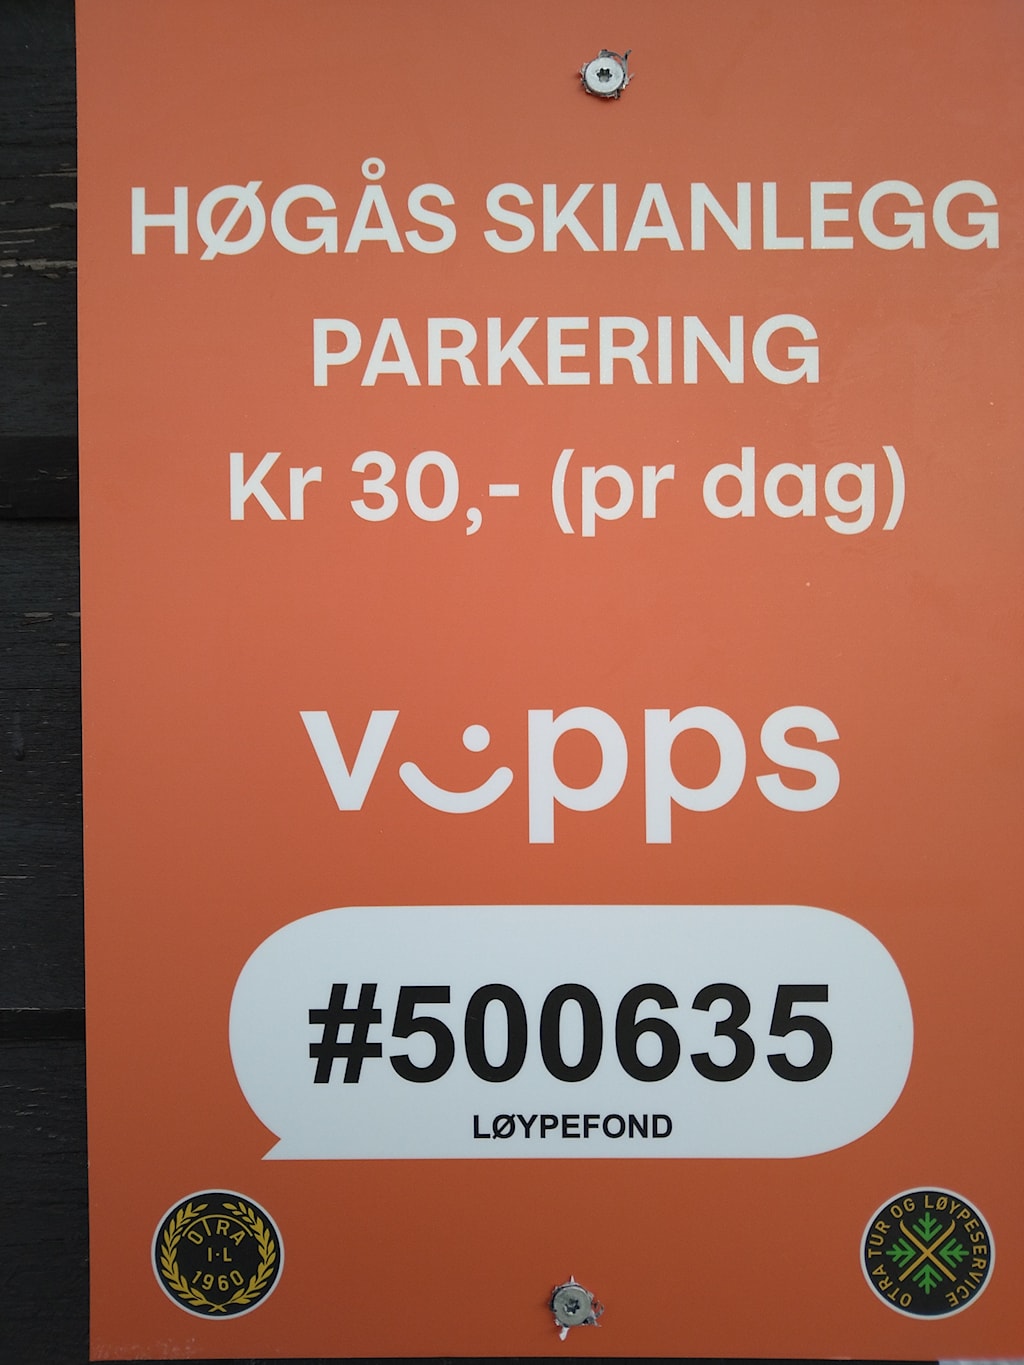 HØGÅS SKIANLEGG
PARKERING
Kr 30,- (pr dag)
vipps
#500635
LØYPEFOND
OTRA
I·L
1960
OTRA TUR OG LØYPESERVICE